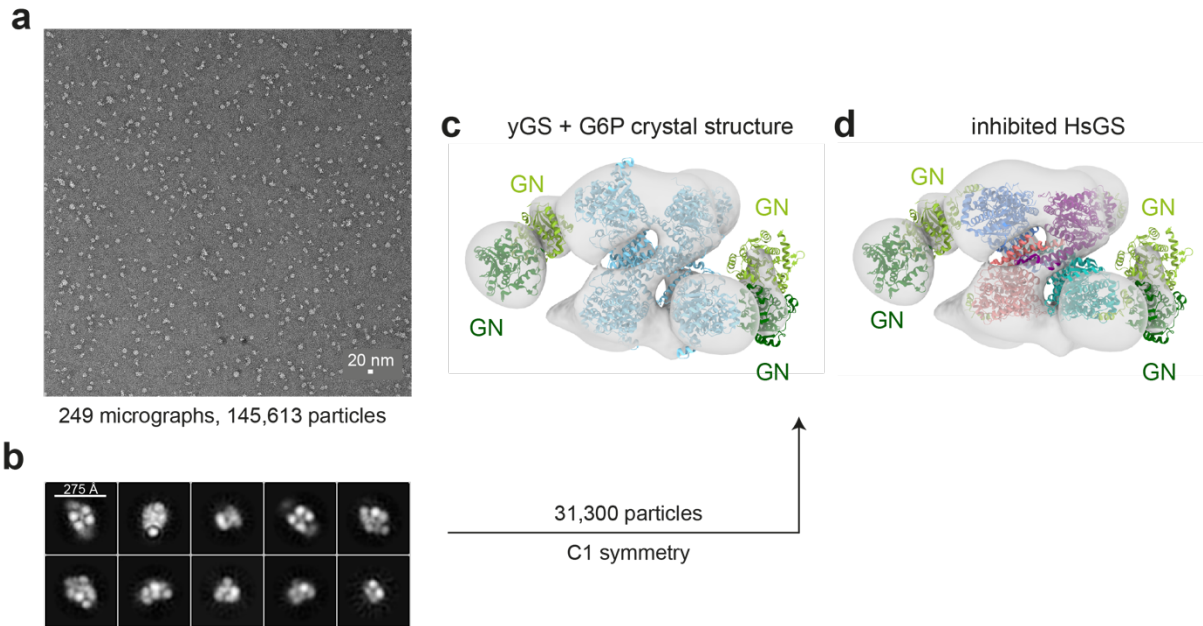 a
20 nm
249 micrographs, 145,613 particles
b
275 Å
31,300 particles
C1 symmetry
c
yGS + G6P crystal structure
GN
GN
GN
GN
d
inhibited HsGS
GN
GN
GN
GN